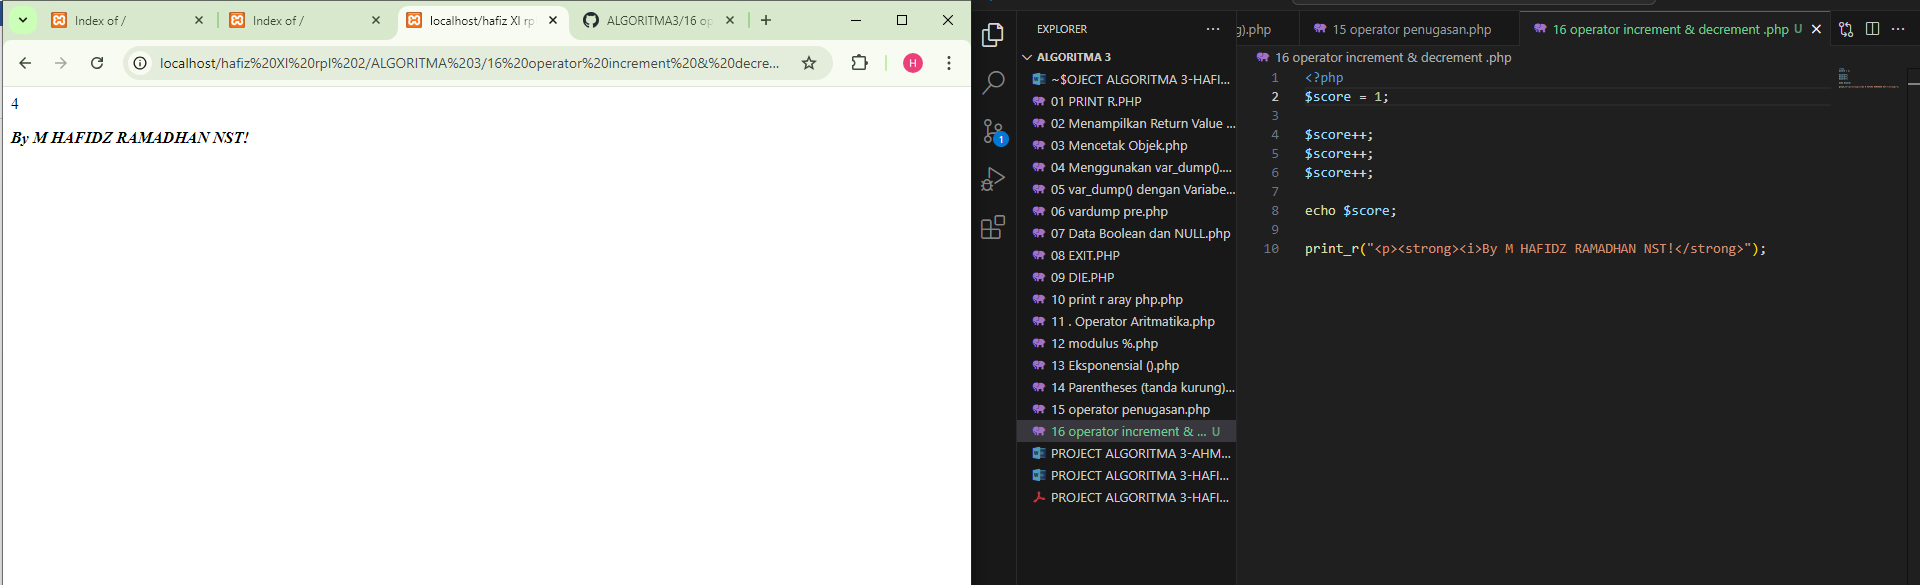 Index of /
Index of /
localhost/hafiz XI rpl
ALGORITMA3/16 op
localhost/hafiz%20XI%20rpl%202/ALGORITMA%203/16%20operator%20increment%20&%20decre...
H
4
By M HAFIDZ RAMADHAN NST!
1
EXPLORER
ALGORITMA 3
~$OJECT ALGORITMA 3-HAFI...
01 PRINT R.PHP
02 Menampilkan Return Value ...
03 Mencetak Objek.php
04 Menggunakan var_dump()....
05 var_dump() dengan Variabe...
06 vardump pre.php
07 Data Boolean dan NULL.php
08 EXIT.PHP
09 DIE.PHP
10 print r aray php.php
11 . Operator Aritmatika.php
12 modulus %.php
13 Eksponensial ().php
14 Parentheses (tanda kurung)...
15 operator penugasan.php
16 operator increment & ... U
PROJECT ALGORITMA 3-AHM...
PROJECT ALGORITMA 3-HAFI...
PROJECT ALGORITMA 3-HAFI...
g).php
15 operator penugasan.php
16 operator increment & decrement .php U
16 operator increment & decrement .php
1 <?php
2 $score = 1;
3
4 $score++;
5 $score++;
6 $score++;
7
8 echo $score;
9
10 print_r("<p><strong><i>By M HAFIDZ RAMADHAN NST!</strong>");